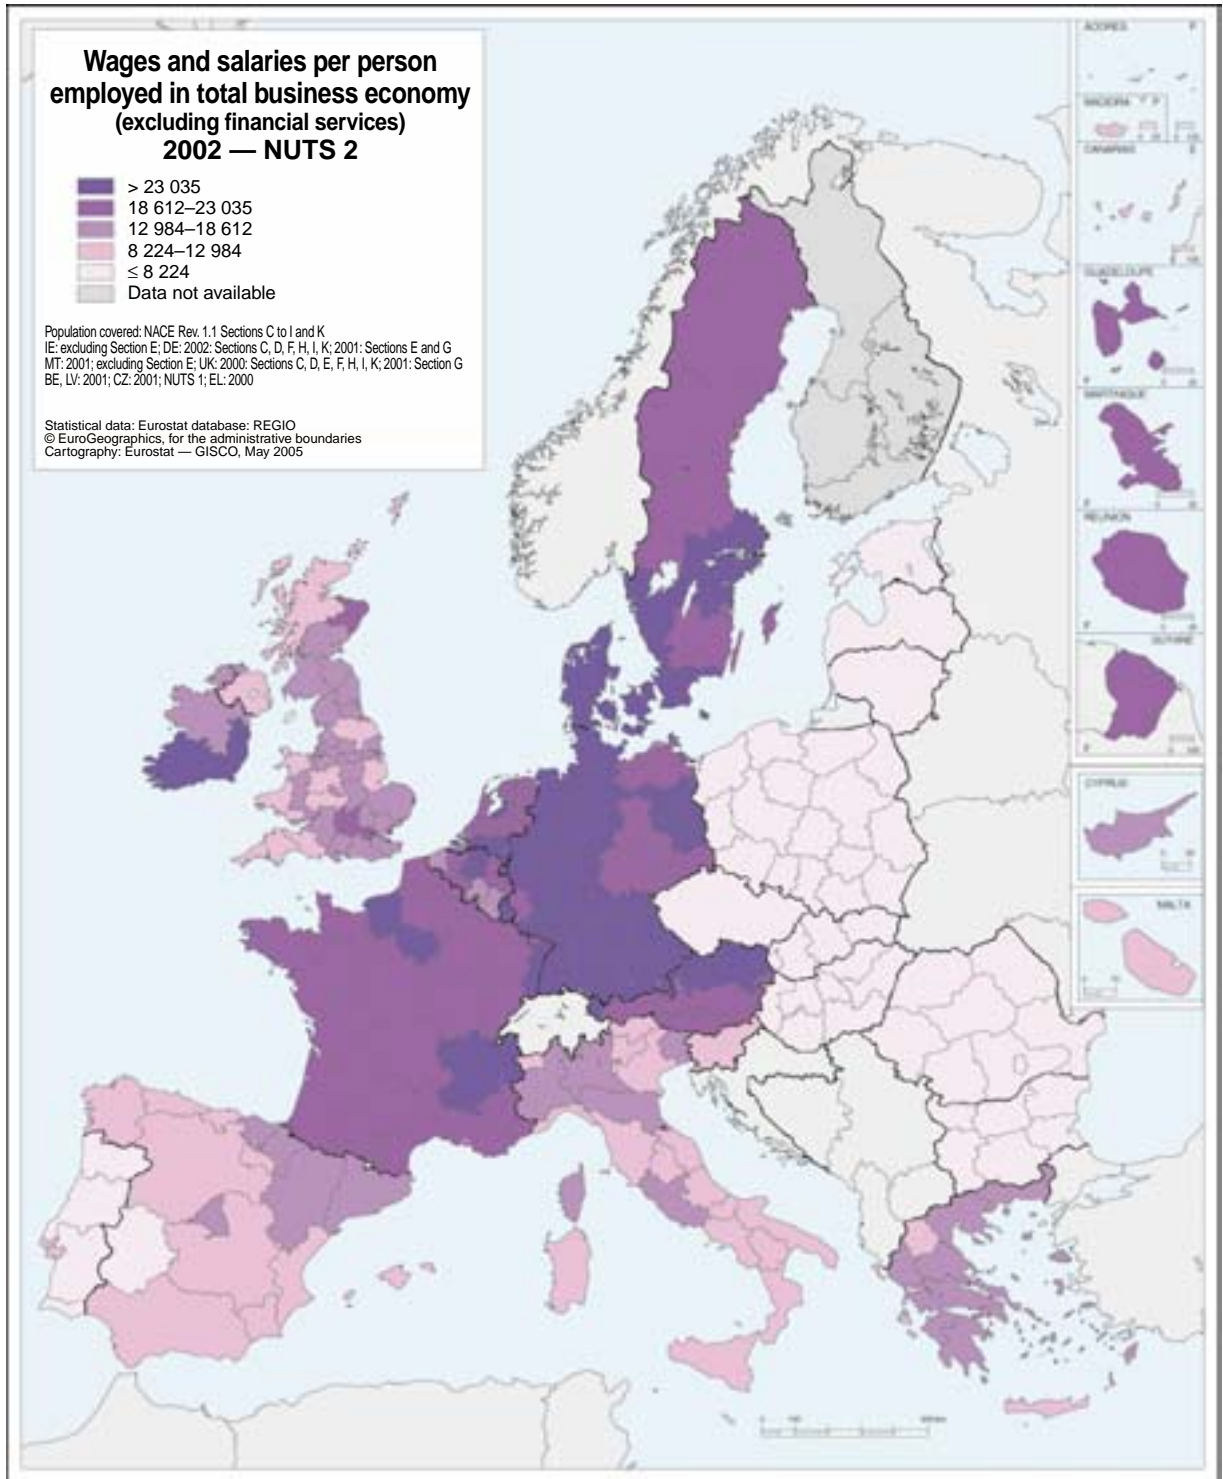 Wages and salaries per person
employed in total business economy
(excluding financial services)
2002 — NUTS 2
> 23 035
18 612–23 035
12 984–18 612
8 224–12 984
≤ 8 224
Data not available
Population covered: NACE Rev. 1.1 Sections C to I and K
IE: excluding Section E; DE: 2002: Sections C, D, F, H, I, K; 2001: Sections E and G
MT: 2001; excluding Section E; UK: 2000: Sections C, D, E, F, H, I, K; 2001: Section G
BE, LV: 2001; CZ: 2001; NUTS 1; EL: 2000
Statistical data: Eurostat database: REGIO
© EuroGeographics, for the administrative boundaries
Cartography: Eurostat — GISCO, May 2005
MADEIRA
CANARIAS
GUADELOUPE
MARTINIQUE
REUNION
GUYANE
CYPRUS
MALTA